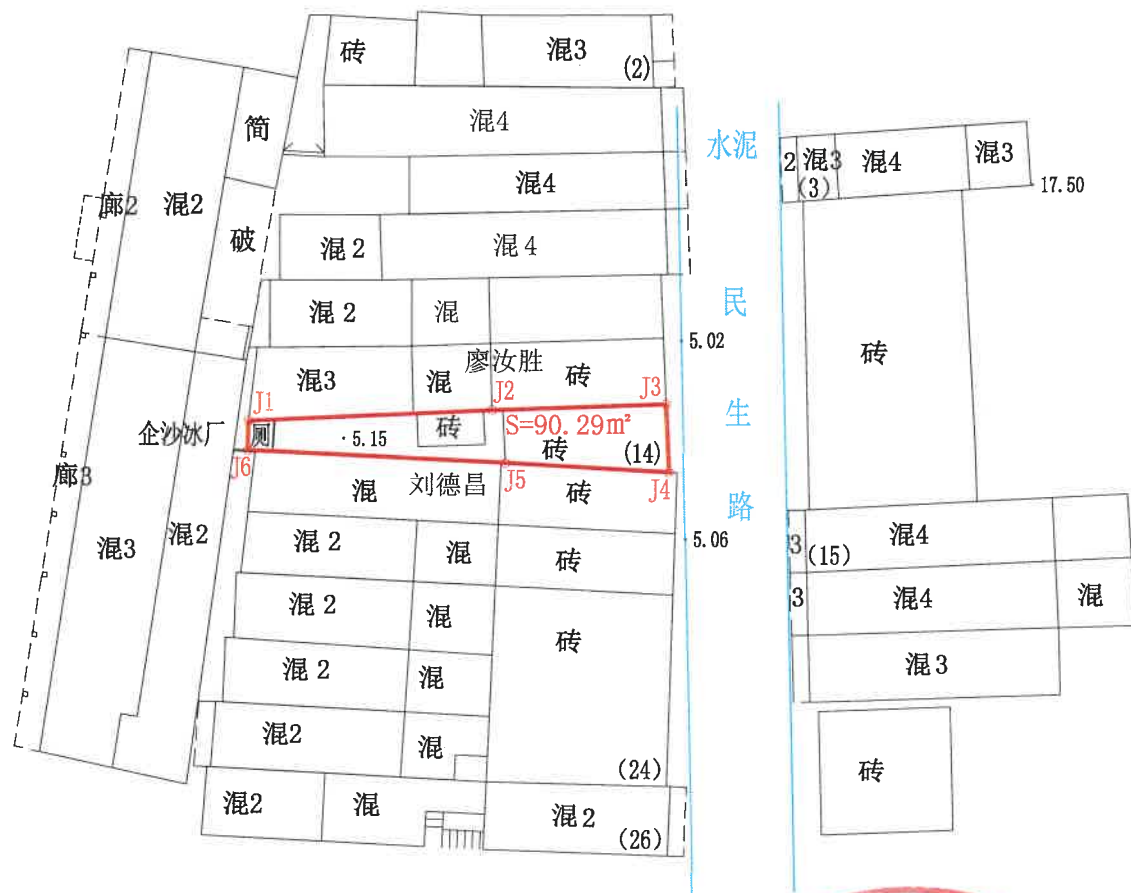 砖
混3
(2)
混4
水泥
简
2
混3
混4
混3
(3)
17.50
混4
廊2
混2
破
混2
混4
混2
混
民
5.02
廖汝胜
砖
混3
混
砖
J1
J2
J3
生
企沙冰厂
厕
5.15
砖
S=90.29m²
砖
(14)
J6
J5
J4
廊3
混
刘德昌
砖
路
混3
混2
混2
混
砖
5.06
3
(15)
混4
混2
混
砖
3
混4
混
混2
混
混3
混2
混
(24)
砖
混2
混
混2
(26)